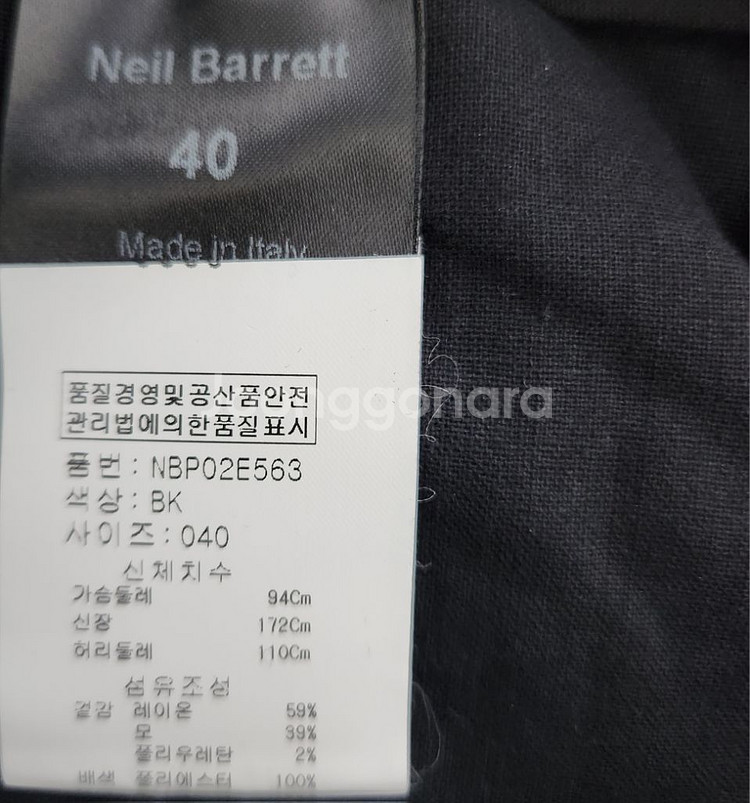 Neil Barrett
40
Made in Italy
품질경영및공산품안전
관리법에의한품질표시
Joonggonara
품번 : NBP02E563
색상 : BK
사이즈 : 040
신체치수
가슴둘레 94Cm
신장 172Cm
허리둘레 110Cm
섬유조성
겉감 레이온 59%
모 39%
폴리우레탄 2%
배색 폴리에스터 100%